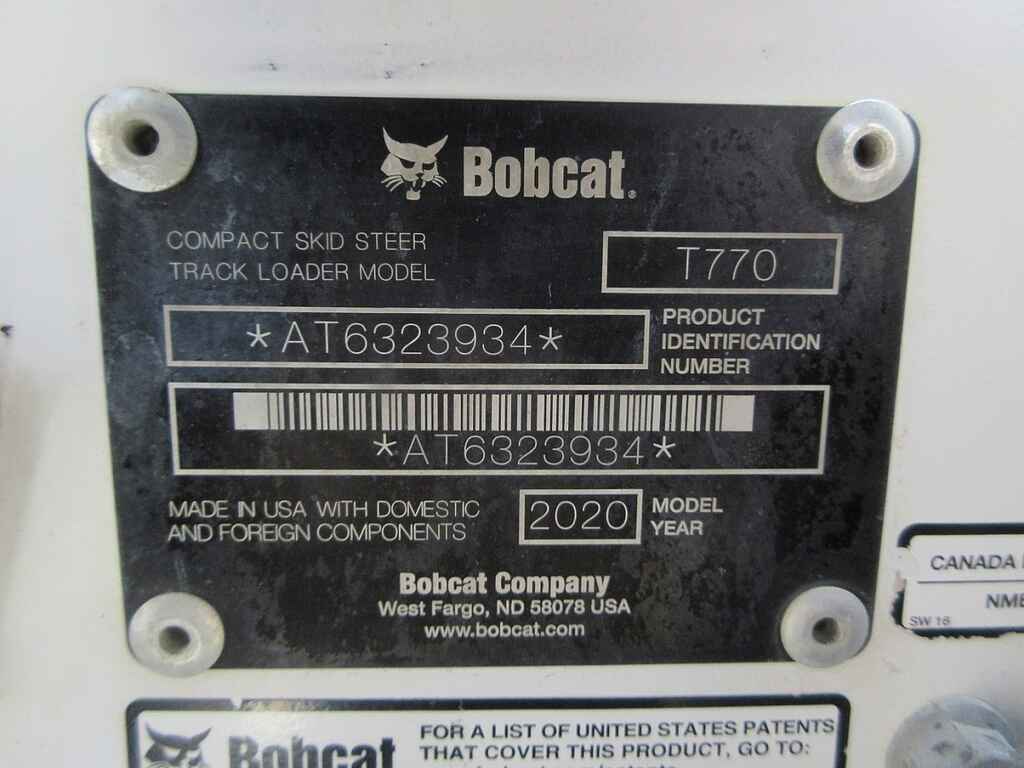 Bobcat®
COMPACT SKID STEER
TRACK LOADER MODEL
T770
*AT6323934*
PRODUCT
IDENTIFICATION
NUMBER
*AT6323934*
MADE IN USA WITH DOMESTIC
AND FOREIGN COMPONENTS
2020
MODEL
YEAR
Bobcat Company
West Fargo, ND 58078 USA
www.bobcat.com
CANADA
SW 16
Bobcat
FOR A LIST OF UNITED STATES PATENTS
THAT COVER THIS PRODUCT, GO TO: